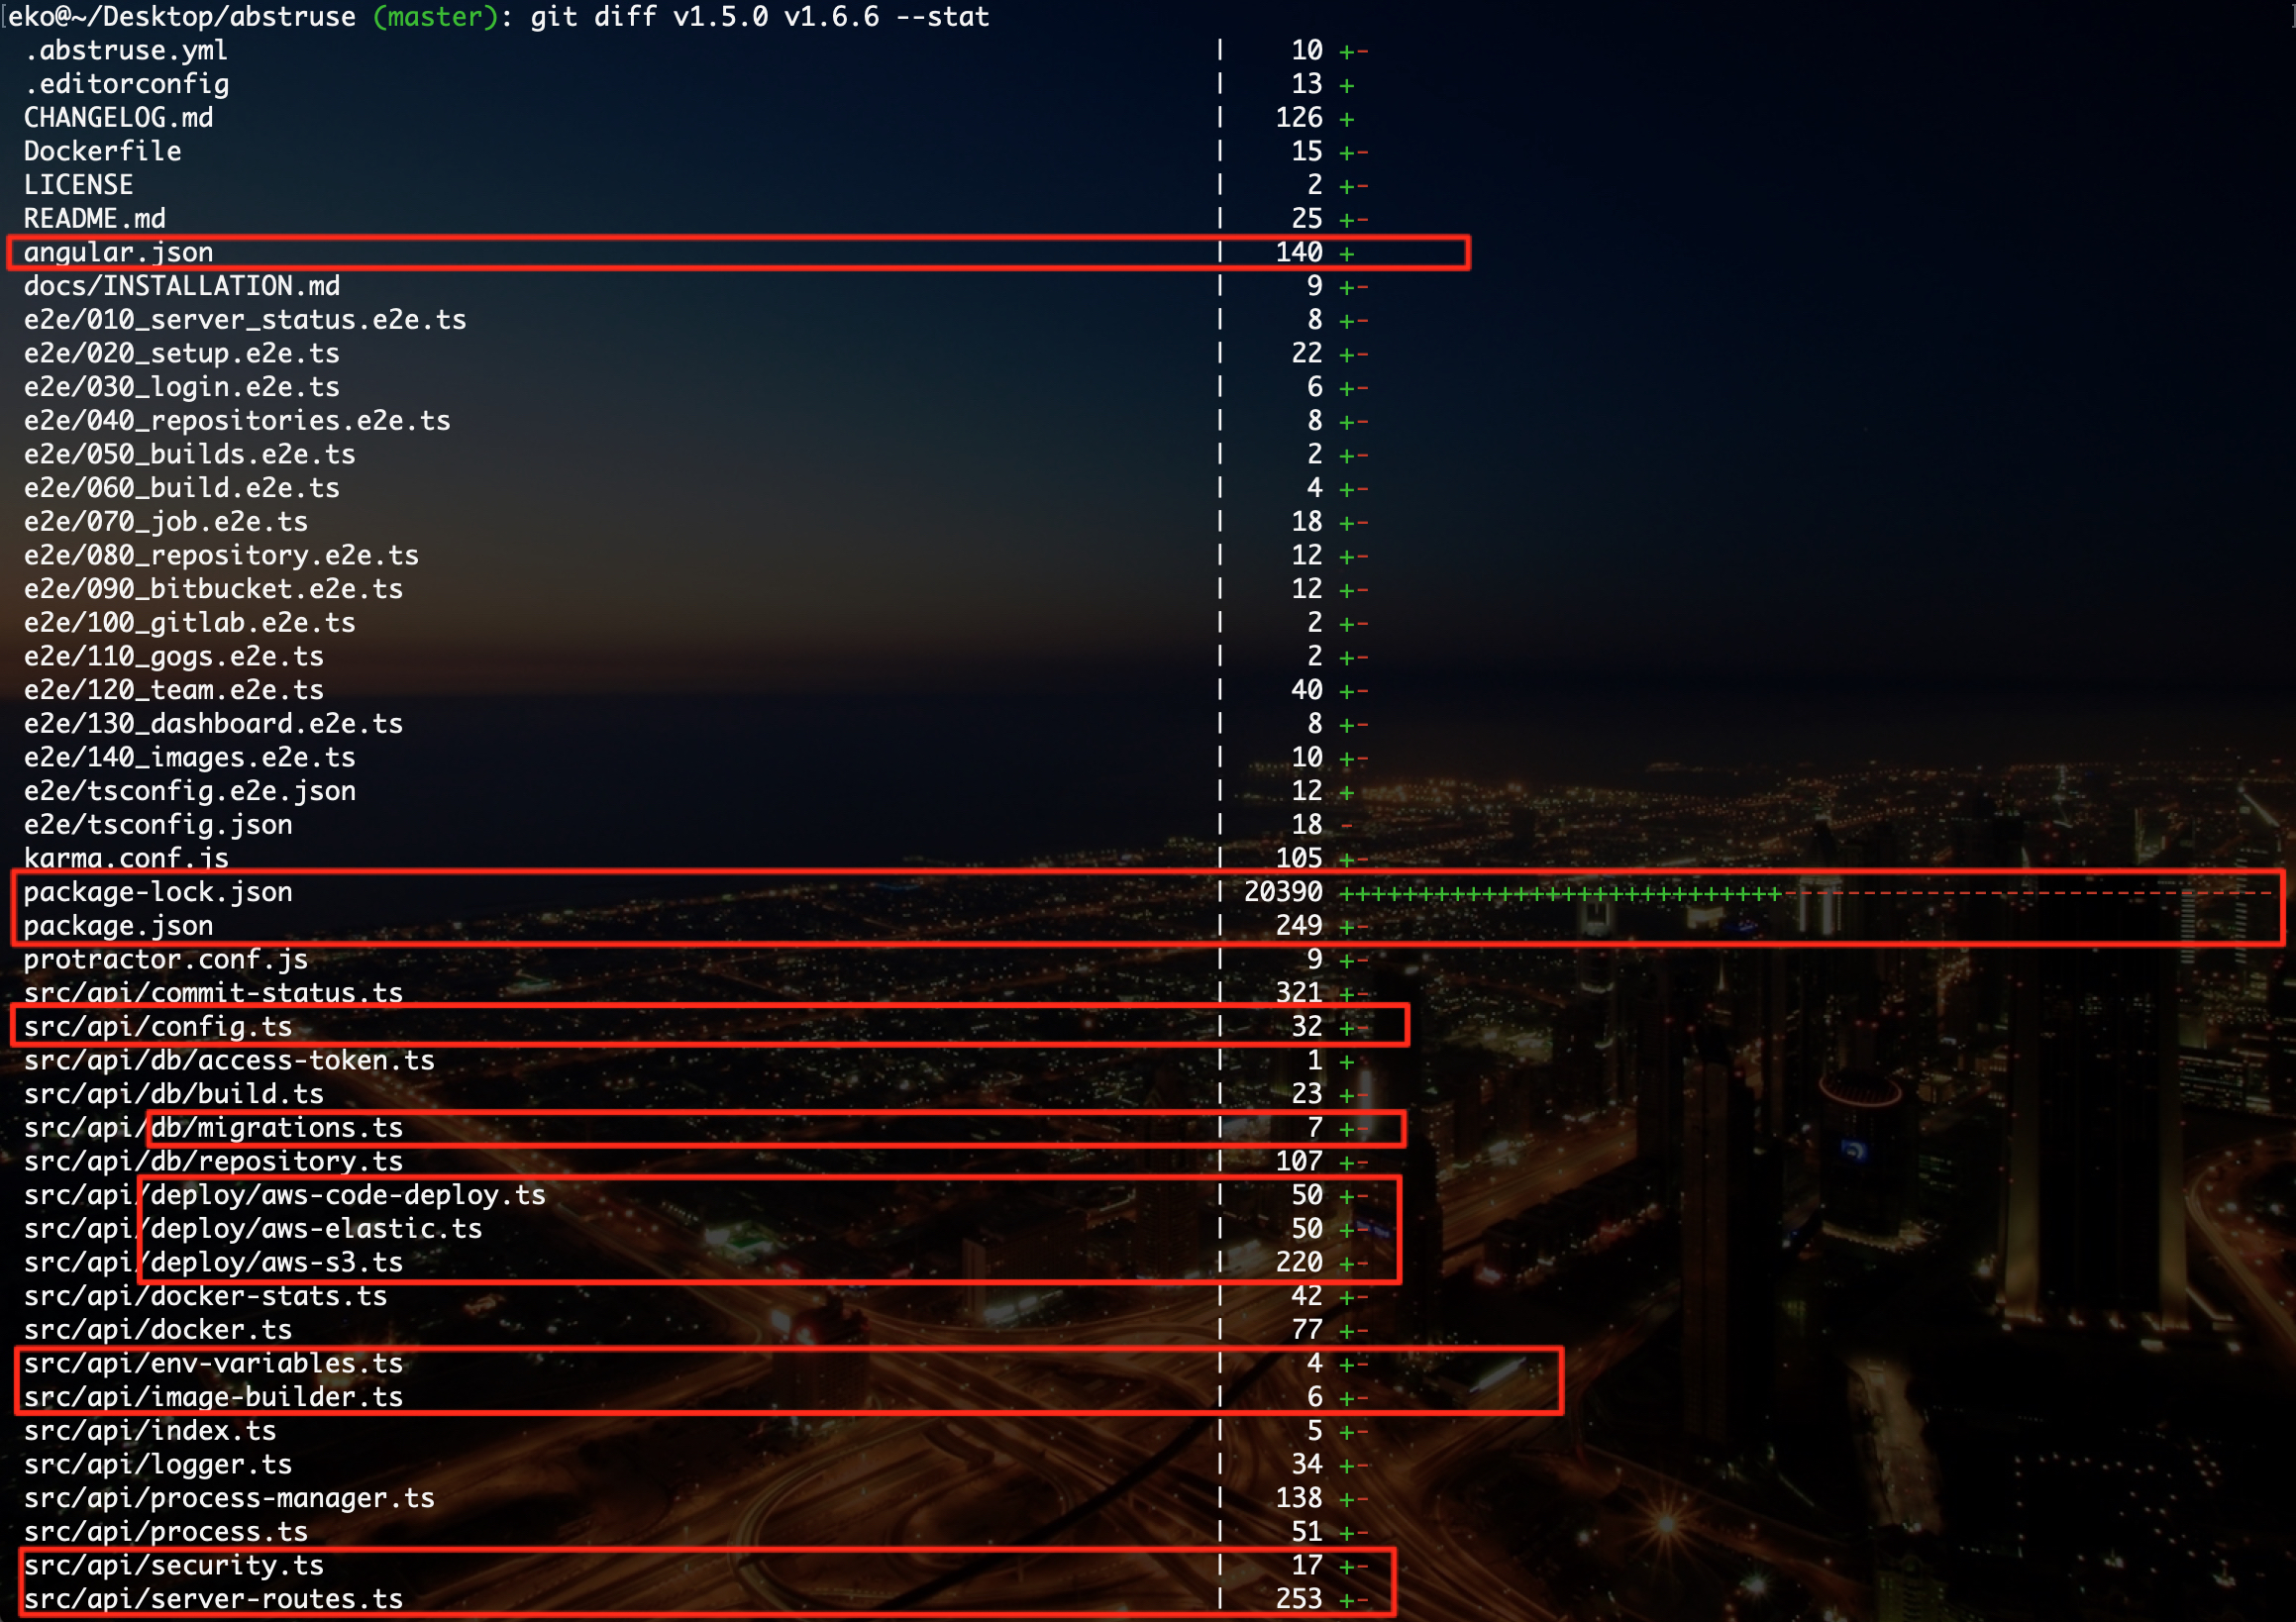 [eko@~/Desktop/abstruse (master): git diff v1.5.0 v1.6.6 --stat ]
.abstruse.yml | 10 +-
.editorconfig | 13 +
CHANGELOG.md | 126 +
Dockerfile | 15 +-
LICENSE | 2 +-
README.md | 25 +-
angular.json | 140 +
docs/INSTALLATION.md | 9 +-
e2e/010_server_status.e2e.ts | 8 +-
e2e/020_setup.e2e.ts | 22 +-
e2e/030_login.e2e.ts | 6 +-
e2e/040_repositories.e2e.ts | 8 +-
e2e/050_builds.e2e.ts | 2 +-
e2e/060_build.e2e.ts | 4 +-
e2e/070_job.e2e.ts | 18 +-
e2e/080_repository.e2e.ts | 12 +-
e2e/090_bitbucket.e2e.ts | 12 +-
e2e/100_gitlab.e2e.ts | 2 +-
e2e/110_gogs.e2e.ts | 2 +-
e2e/120_team.e2e.ts | 40 +-
e2e/130_dashboard.e2e.ts | 8 +-
e2e/140_images.e2e.ts | 10 +-
e2e/tsconfig.e2e.json | 12 +
e2e/tsconfig.json | 18 -
karma.conf.js | 105 +-
package-lock.json | 20390 ++++++++++++++++++++++++++++-------------------------------
package.json | 249 +-
protractor.conf.js | 9 +-
src/api/commit-status.ts | 321 +-
src/api/config.ts | 32 +-
src/api/db/access-token.ts | 1 +
src/api/db/build.ts | 23 +-
src/api/db/migrations.ts | 7 +-
src/api/db/repository.ts | 107 +-
src/api/deploy/aws-code-deploy.ts | 50 +-
src/api/deploy/aws-elastic.ts | 50 +-
src/api/deploy/aws-s3.ts | 220 +-
src/api/docker-stats.ts | 42 +-
src/api/docker.ts | 77 +-
src/api/env-variables.ts | 4 +-
src/api/image-builder.ts | 6 +-
src/api/index.ts | 5 +-
src/api/logger.ts | 34 +-
src/api/process-manager.ts | 138 +-
src/api/process.ts | 51 +-
src/api/security.ts | 17 +-
src/api/server-routes.ts | 253 +-